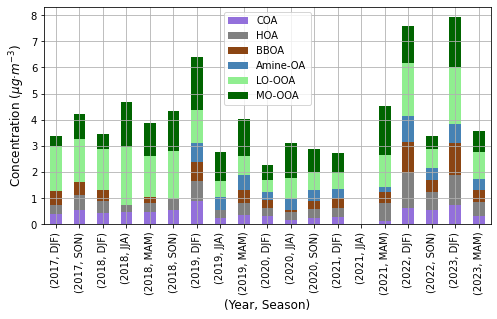 COA
HOA
BBOA
Amine-OA
LO-OOA
MO-OOA
Concentration (μg·m⁻³)
8
7
6
5
4
3
2
1
0
(2017, DJF)
(2017, SON)
(2018, DJF)
(2018, JJA)
(2018, MAM)
(2018, SON)
(2019, DJF)
(2019, JJA)
(2019, MAM)
(2020, DJF)
(2020, JJA)
(2020, SON)
(2021, DJF)
(2021, JJA)
(2021, MAM)
(2022, DJF)
(2022, SON)
(2023, DJF)
(2023, MAM)
(Year, Season)